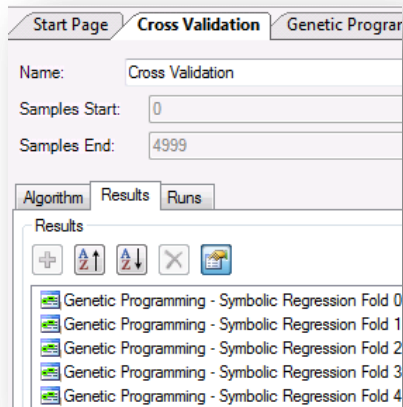 Start Page Cross Validation Genetic Prograr
Name: Cross Validation
Samples Start: 0
Samples End: 4999
Algorithm Results Runs
Results
Genetic Programming - Symbolic Regression Fold 0
Genetic Programming - Symbolic Regression Fold 1
Genetic Programming - Symbolic Regression Fold 2
Genetic Programming - Symbolic Regression Fold 3
Genetic Programming - Symbolic Regression Fold 4